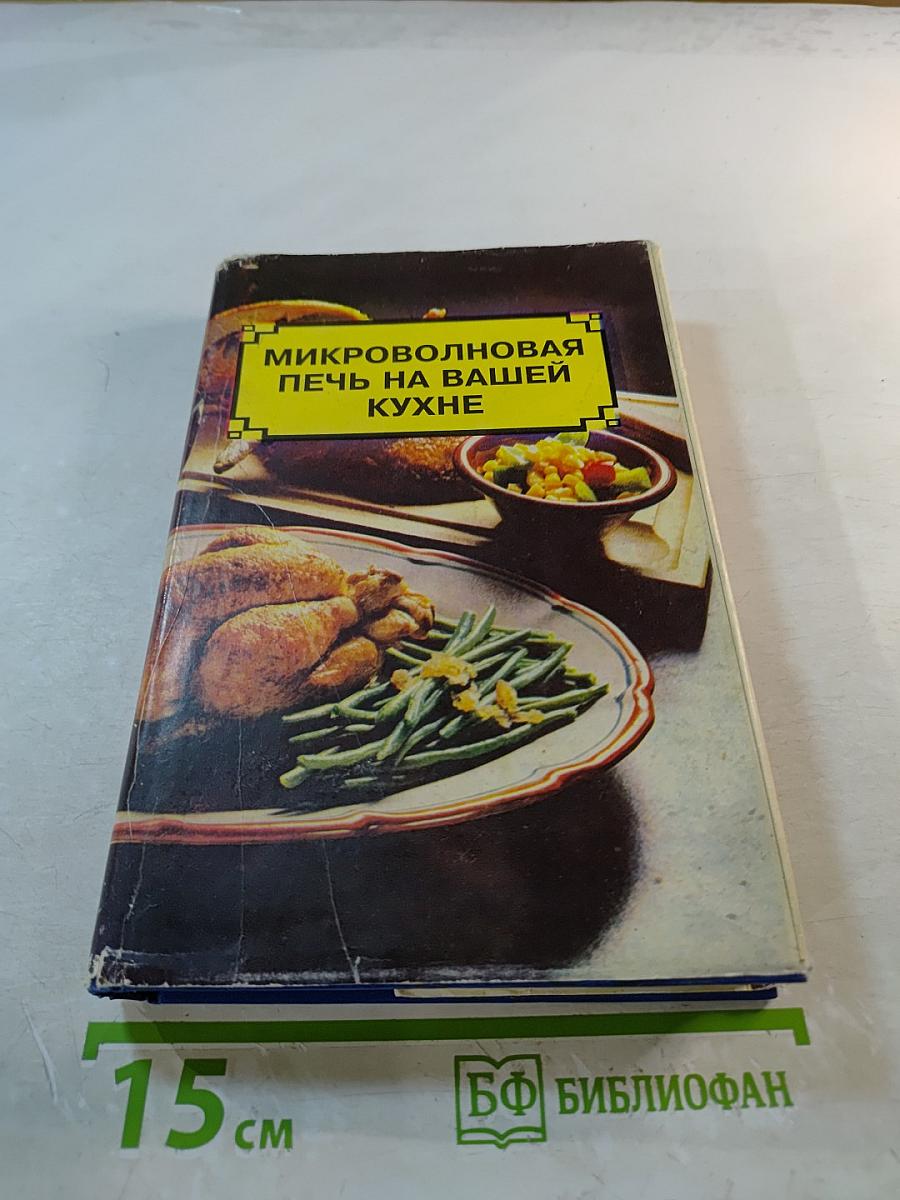 МИКРОВОЛНОВАЯ
ПЕЧЬ НА ВАШЕЙ
КУХНЕ
15 см
БФ БИБЛИОФАН